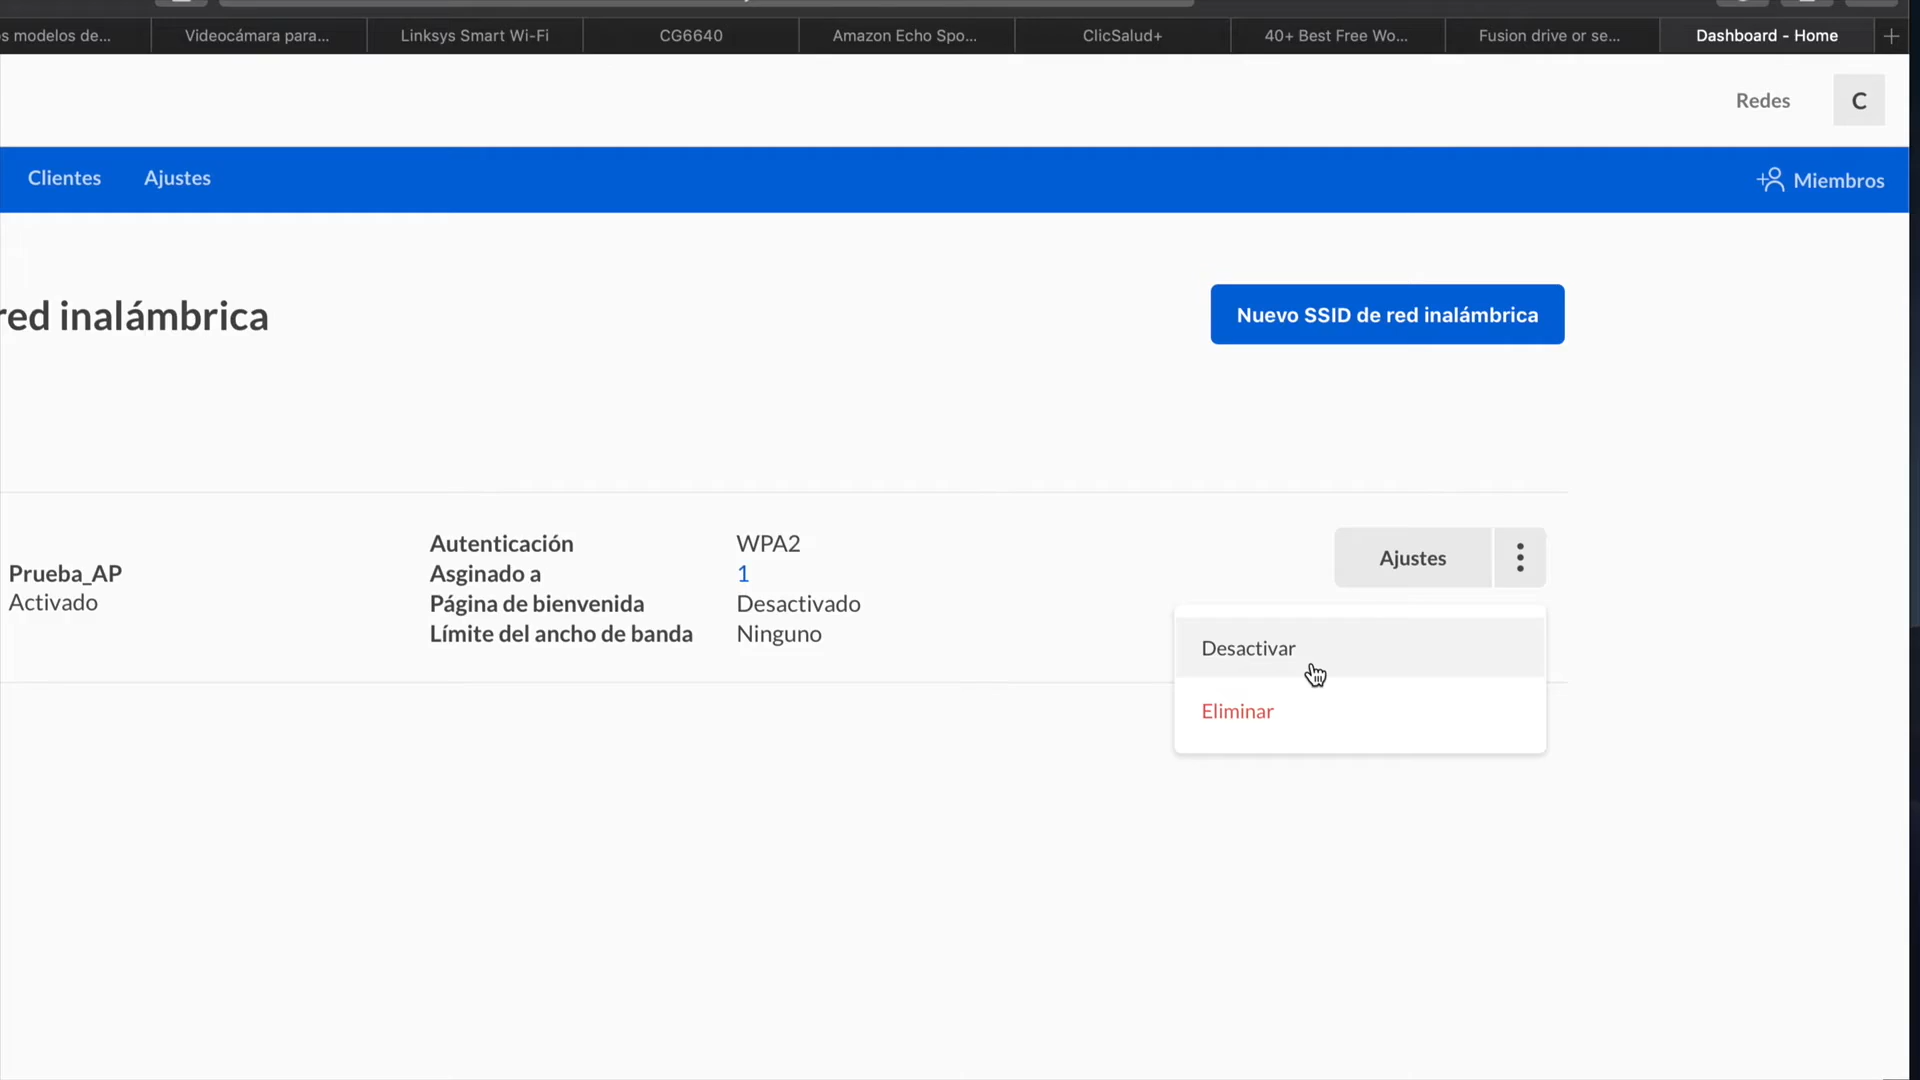 s modelos de...
Videocámara para...
Linksys Smart Wi-Fi
CG6640
Amazon Echo Spo...
ClicSalud+
40+ Best Free Wo...
Fusion drive or se...
Dashboard - Home
Redes
C
Clientes
Ajustes
Miembros
red inalámbrica
Nuevo SSID de red inalámbrica
Prueba_AP
Activado
Autenticación
WPA2
Asginado a
1
Página de bienvenida
Desactivado
Límite del ancho de banda
Ninguno
Ajustes
Desactivar
Eliminar